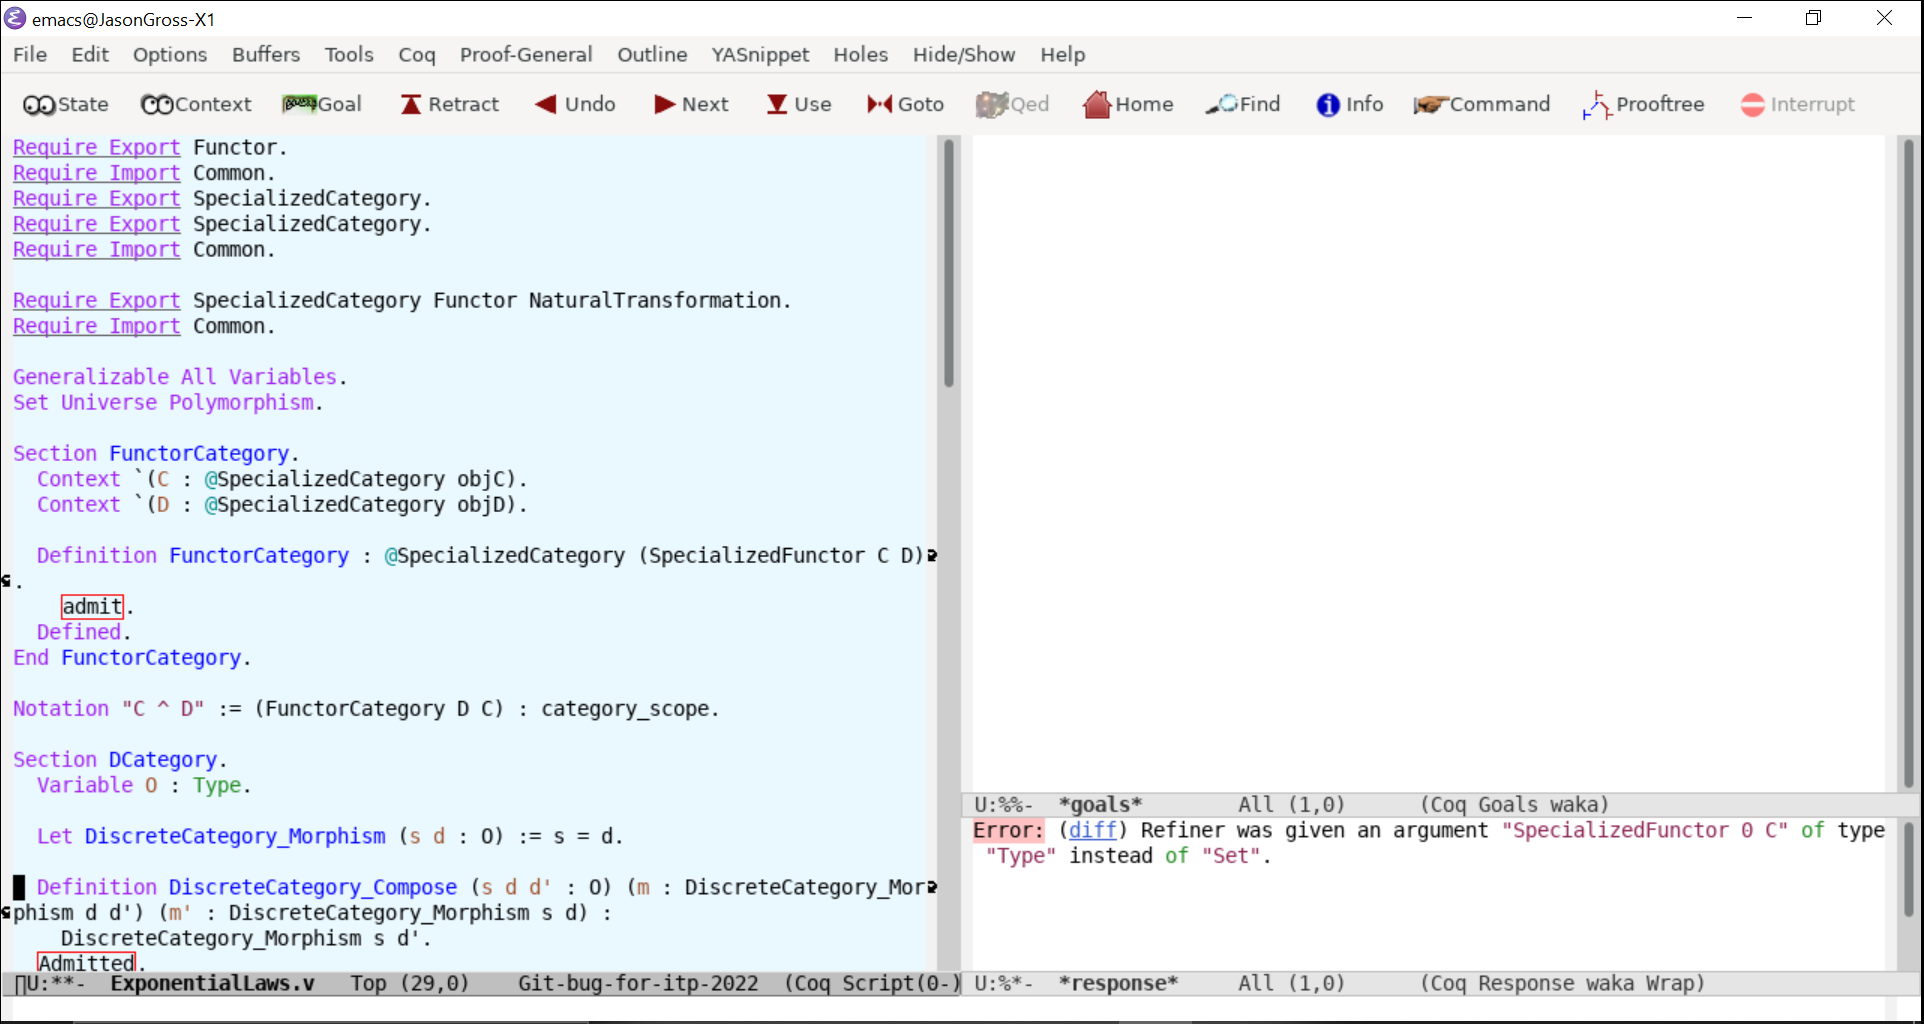 emacs@JasonGross-X1
File Edit Options Buffers Tools Coq Proof-General Outline YASnippet Holes Hide/Show Help
State Context Goal Retract Undo Next Use Goto Qed Home Find Info Command Prooftree Interrupt
Require Export Functor.
Require Import Common.
Require Export SpecializedCategory.
Require Export SpecializedCategory.
Require Import Common.
Require Export SpecializedCategory Functor NaturalTransformation.
Require Import Common.
Generalizable All Variables.
Set Universe Polymorphism.
Section FunctorCategory.
Context `(C : @SpecializedCategory objC).
Context `(D : @SpecializedCategory objD).
Definition FunctorCategory : @SpecializedCategory (SpecializedFunctor C D)
.
admit.
Defined.
End FunctorCategory.
Notation "C ^ D" := (FunctorCategory D C) : category_scope.
Section DCategory.
Variable O : Type.
Let DiscreteCategory_Morphism (s d : O) := s = d.
Definition DiscreteCategory_Compose (s d d' : O) (m : DiscreteCategory_Mor
phism d d') (m' : DiscreteCategory_Morphism s d) :
DiscreteCategory_Morphism s d'.
Admitted.
U:**- ExponentialLaws.v Top (29,0) Git-bug-for-itp-2022 (Coq Script(0-)
U:%%- *goals* All (1,0) (Coq Goals waka)
Error: (diff) Refiner was given an argument "SpecializedFunctor 0 C" of type
"Type" instead of "Set".
U:%*- *response* All (1,0) (Coq Response waka Wrap)